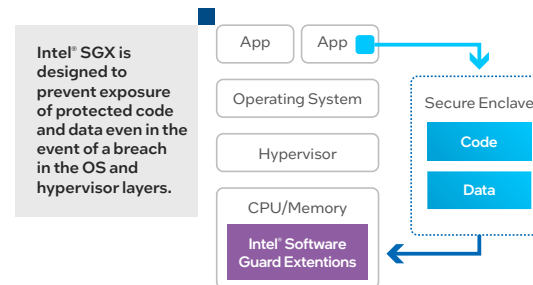 Intel® SGX is
designed to
prevent exposure
of protected code
and data even in the
event of a breach
in the OS and
hypervisor layers.
App
App
Operating System
Hypervisor
CPU/Memory
Intel® Software
Guard Extentions
Secure Enclave
Code
Data